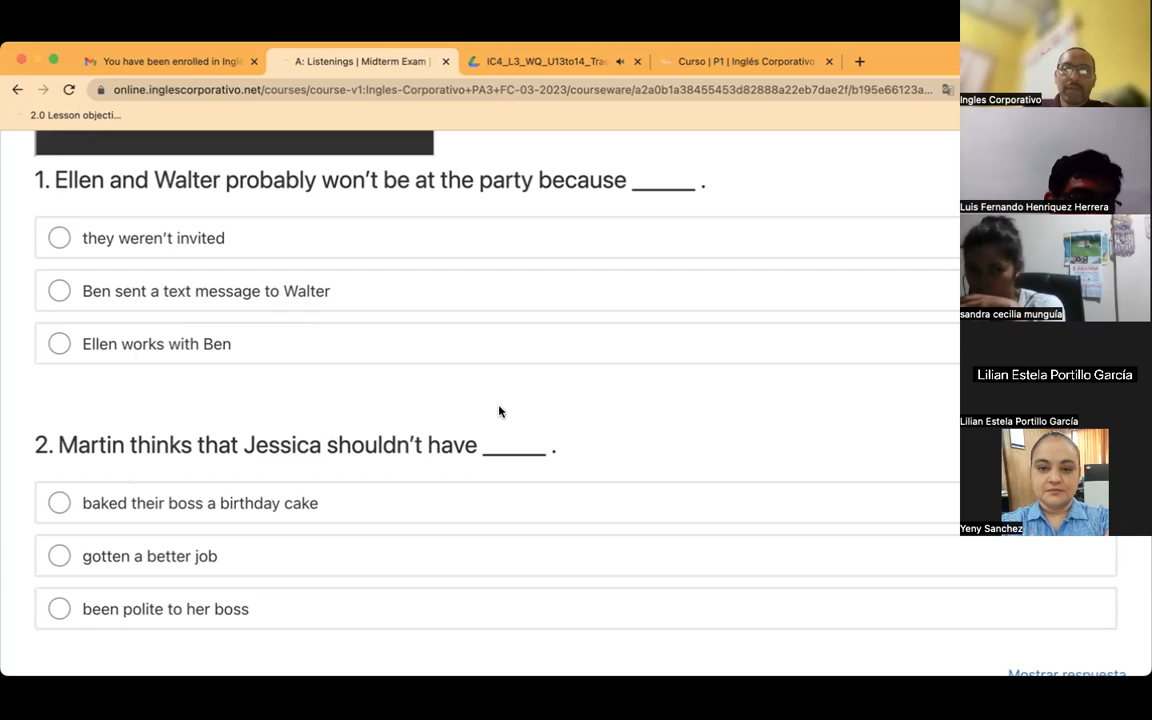 You have been enrolled in Ingl
A: Listenings | Midterm Exam |
IC4_L3_WQ_U13to14_Trac
Curso | P1 | Inglés Corporativo
online.inglescorporativo.net/courses/course-v1:Ingles-Corporativo+PA3+FC-03-2023/courseware/a2a0b1a38455453d82888a22eb7dae2f/b195e66123a...
2.0 Lesson objecti...
1. Ellen and Walter probably won't be at the party because ______ .
they weren't invited
Ben sent a text message to Walter
Ellen works with Ben
2. Martin thinks that Jessica shouldn't have ______ .
baked their boss a birthday cake
gotten a better job
been polite to her boss
Mostrar respuesta
Ingles Corporativo
Luis Fernando Henriquez Herrera
sandra cecilia munguía
Lilian Estela Portillo García
Lilian Estela Portillo García
Yeny Sanchez